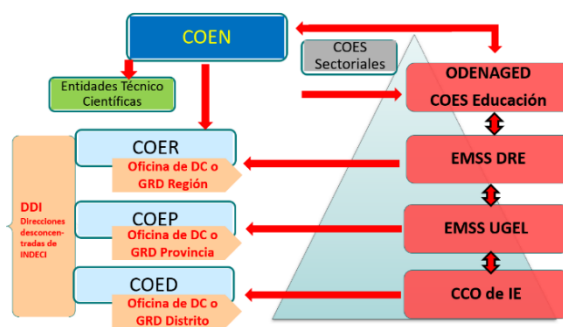 COEN
COES
Sectoriales
ODENAGED
COES Educación
Entidades Técnico
Científicas
COER
Oficina de DC o
GRD Región
EMSS DRE
DDI
Direcciones
desconcen-
tradas de
INDECI
COEP
Oficina de DC o
GRD Provincia
EMSS UGEL
COED
Oficina de DC o
GRD Distrito
CCO de IE